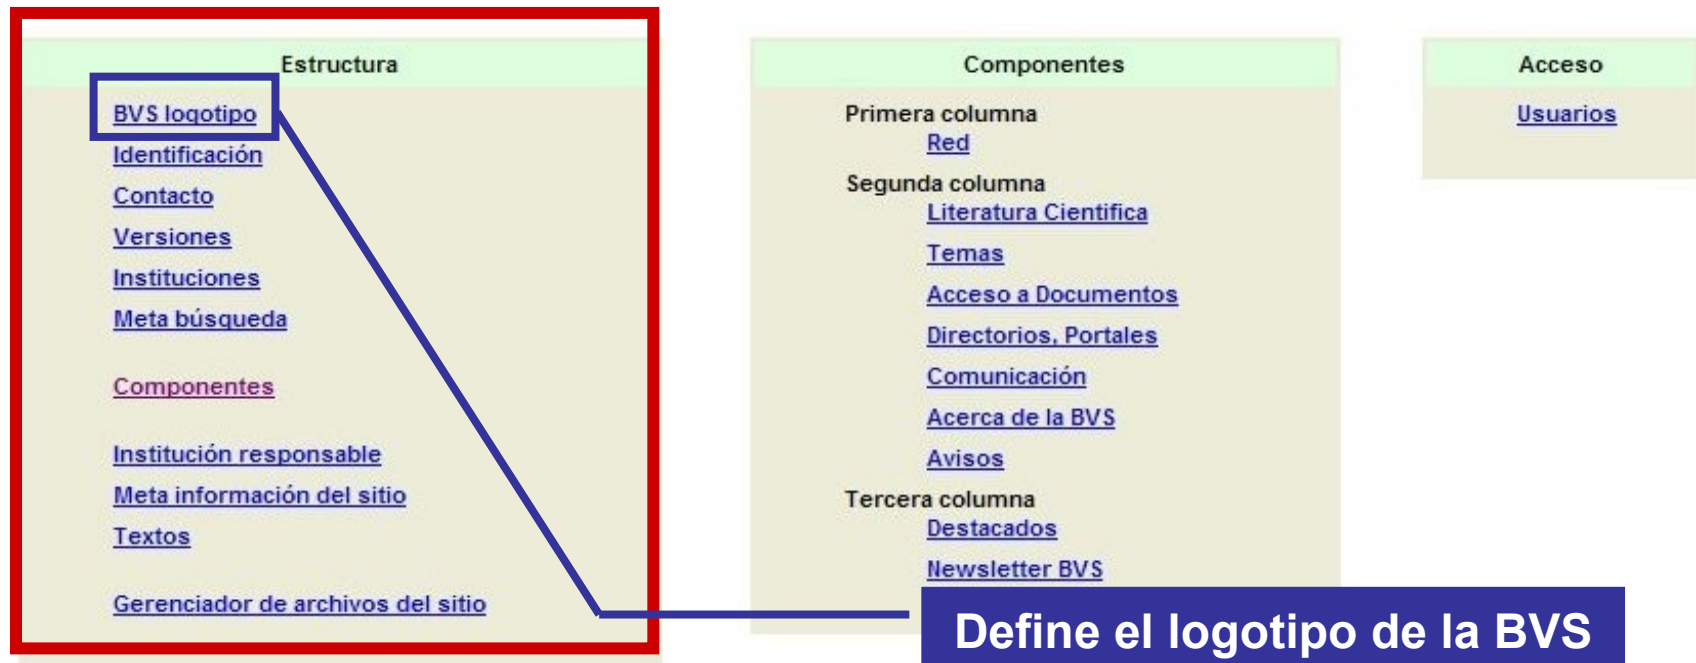 Estructura
BVS logotipo
Identificación
Contacto
Versiones
Instituciones
Meta búsqueda
Componentes
Institución responsable
Meta información del sitio
Textos
Gerenciador de archivos del sitio
Componentes
Primera columna
Red
Segunda columna
Literatura Cientifica
Temas
Acceso a Documentos
Directorios, Portales
Comunicación
Acerca de la BVS
Avisos
Tercera columna
Destacados
Newsletter BVS
Acceso
Usuarios
Define el logotipo de la BVS